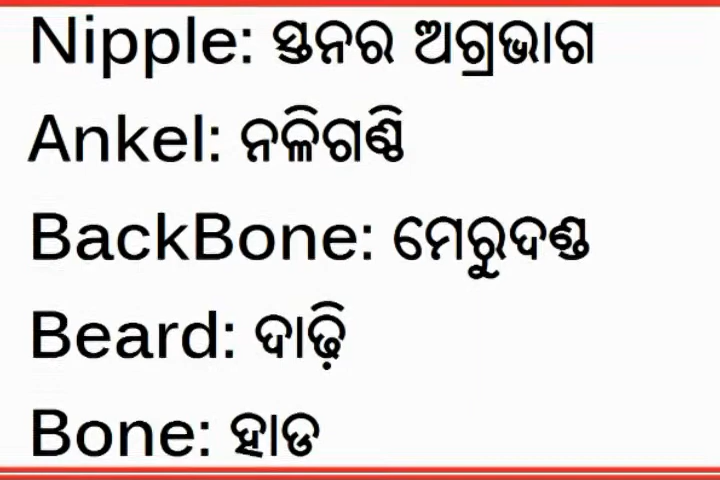 Nipple: ସ୍ତନର ଅଗ୍ରଭାଗ
Ankel: ନଳିଗଣ୍ଠି
BackBone: ମେରୁଦଣ୍ଡ
Beard: ଦାଢ଼ି
Bone: ହାଡ